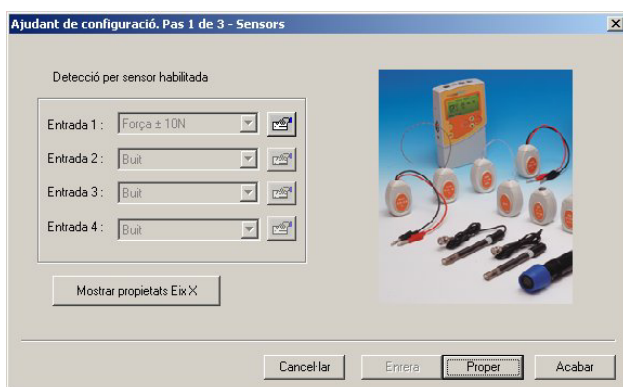 Ajudant de configuració. Pas 1 de 3 - Sensors
Detecció per sensor habilitada
Entrada 1 : Força ± 10N
Entrada 2 : Buit
Entrada 3 : Buit
Entrada 4 : Buit
Mostrar propietats Eix X
Cancel·lar Enrera Proper Acabar